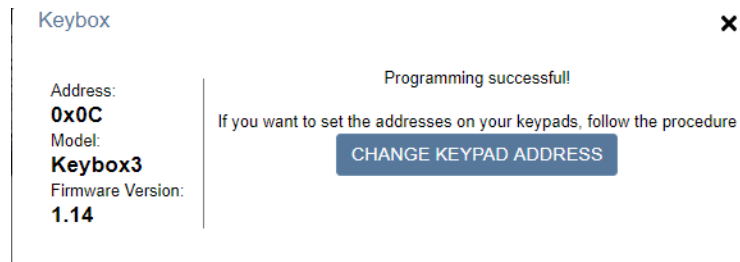 Keybox
Address:
0x0C
Model:
Keybox3
Firmware Version:
1.14
Programming successful!
If you want to set the addresses on your keypads, follow the procedure
CHANGE KEYPAD ADDRESS